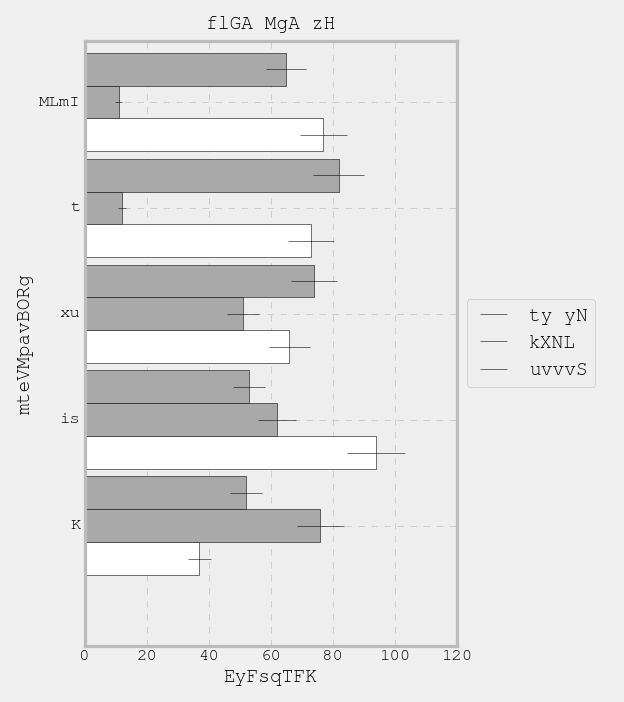 flGA MgA zH
MLmI
t
xu
is
K
mteVMpavBORg
0 20 40 60 80 100 120
EyFsqTFK
ty yN
kXNL
uvvvS